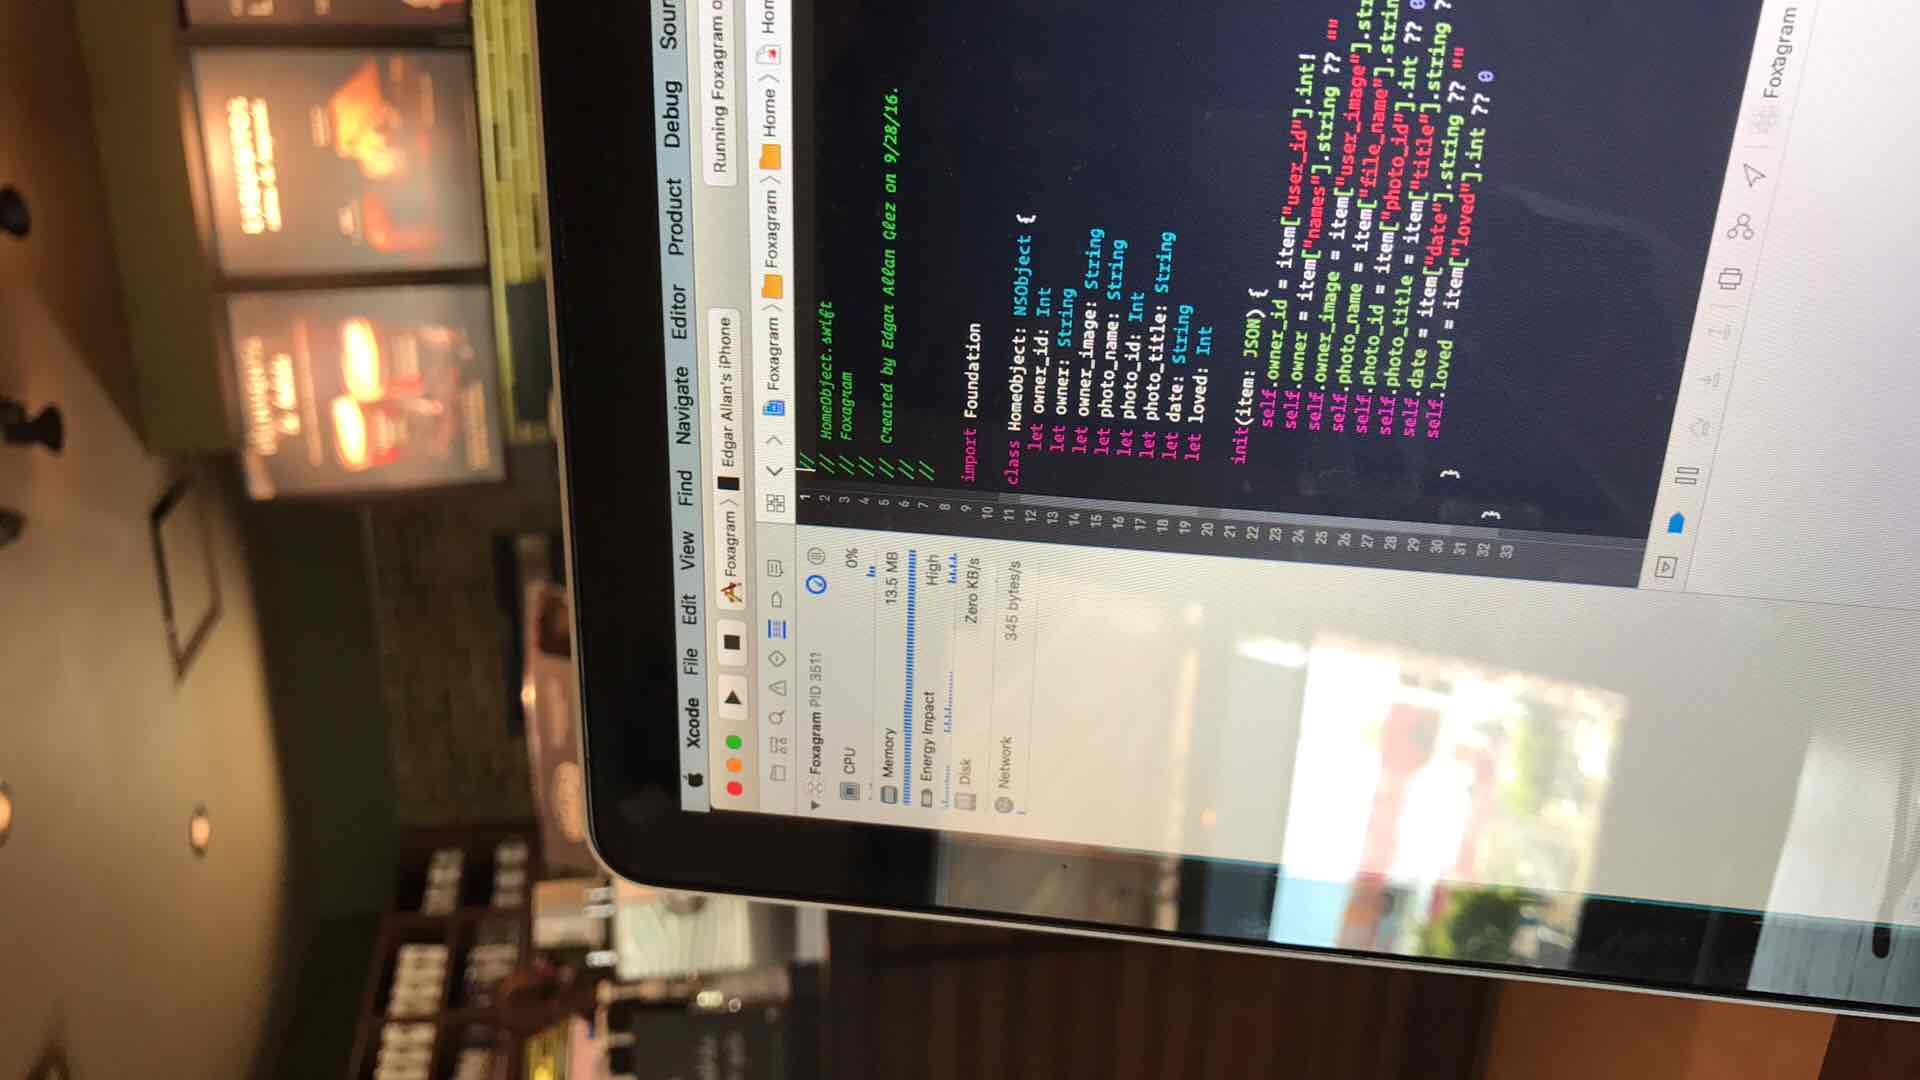 ESQUISITOS
Xcode File Edit View Find Navigate Editor Product Debug Sour
Foxagram Edgar Allan's iPhone
Running Foxagram o
Foxagram Foxagram Home Hom
Foxagram PID 3511
CPU 0%
Memory 13.5 MB
Energy Impact High
Disk Zero KB/s
Network 345 bytes/s
1 //
2 // HomeObject.swift
3 // Foxagram
4 //
5 // Created by Edgar Allan Glez on 9/28/16.
6 //
7 //
8
9 import Foundation
10
11 class HomeObject: NSObject {
12 let owner_id: Int
13 let owner: String
14 let owner_image: String
15 let photo_name: String
16 let photo_id: Int
17 let photo_title: String
18 let date: String
19 let loved: Int
20
21 init(item: JSON) {
22 self.owner_id = item["user_id"].int!
23 self.owner = item["names"].string ?? ""
24 self.owner_image = item["user_image"].str
25 self.photo_name = item["file_name"].strin
26 self.photo_id = item["photo_id"].int ?? 0
27 self.photo_title = item["title"].string ?
28 self.date = item["date"].string ?? ""
29 self.loved = item["loved"].int ?? 0
30 }
31
32 }
33
Foxagram